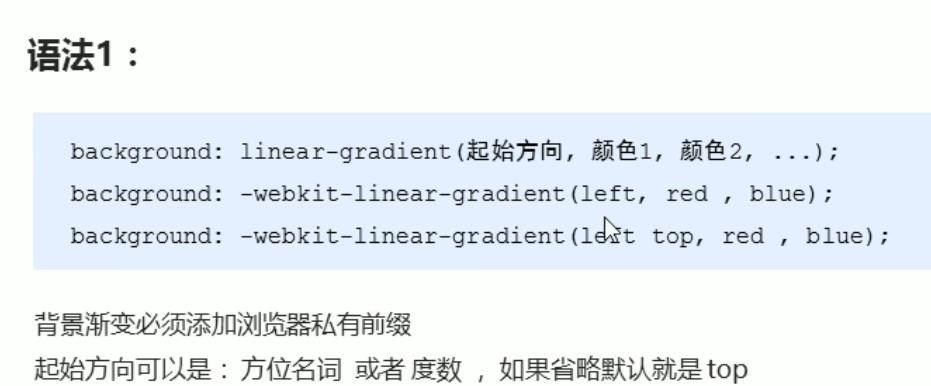 语法1：
background: linear-gradient(起始方向, 颜色1, 颜色2, ...);
background: -webkit-linear-gradient(left, red , blue);
background: -webkit-linear-gradient(left top, red , blue);
背景渐变必须添加浏览器私有前缀
起始方向可以是： 方位名词 或者 度数 ， 如果省略默认就是 top